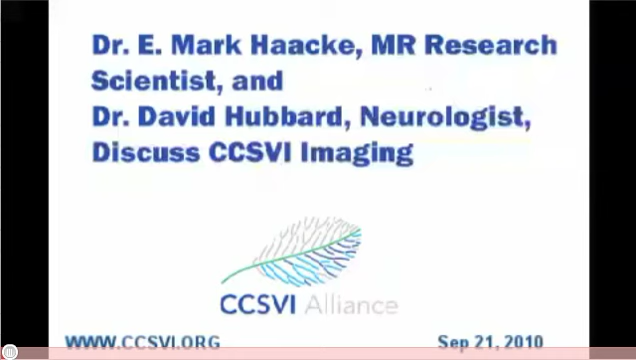 Dr. E. Mark Haacke, MR Research
Scientist, and
Dr. David Hubbard, Neurologist,
Discuss CCSVI Imaging
CCSVI Alliance
WWW.CCSVI.ORG
Sep 21, 2010